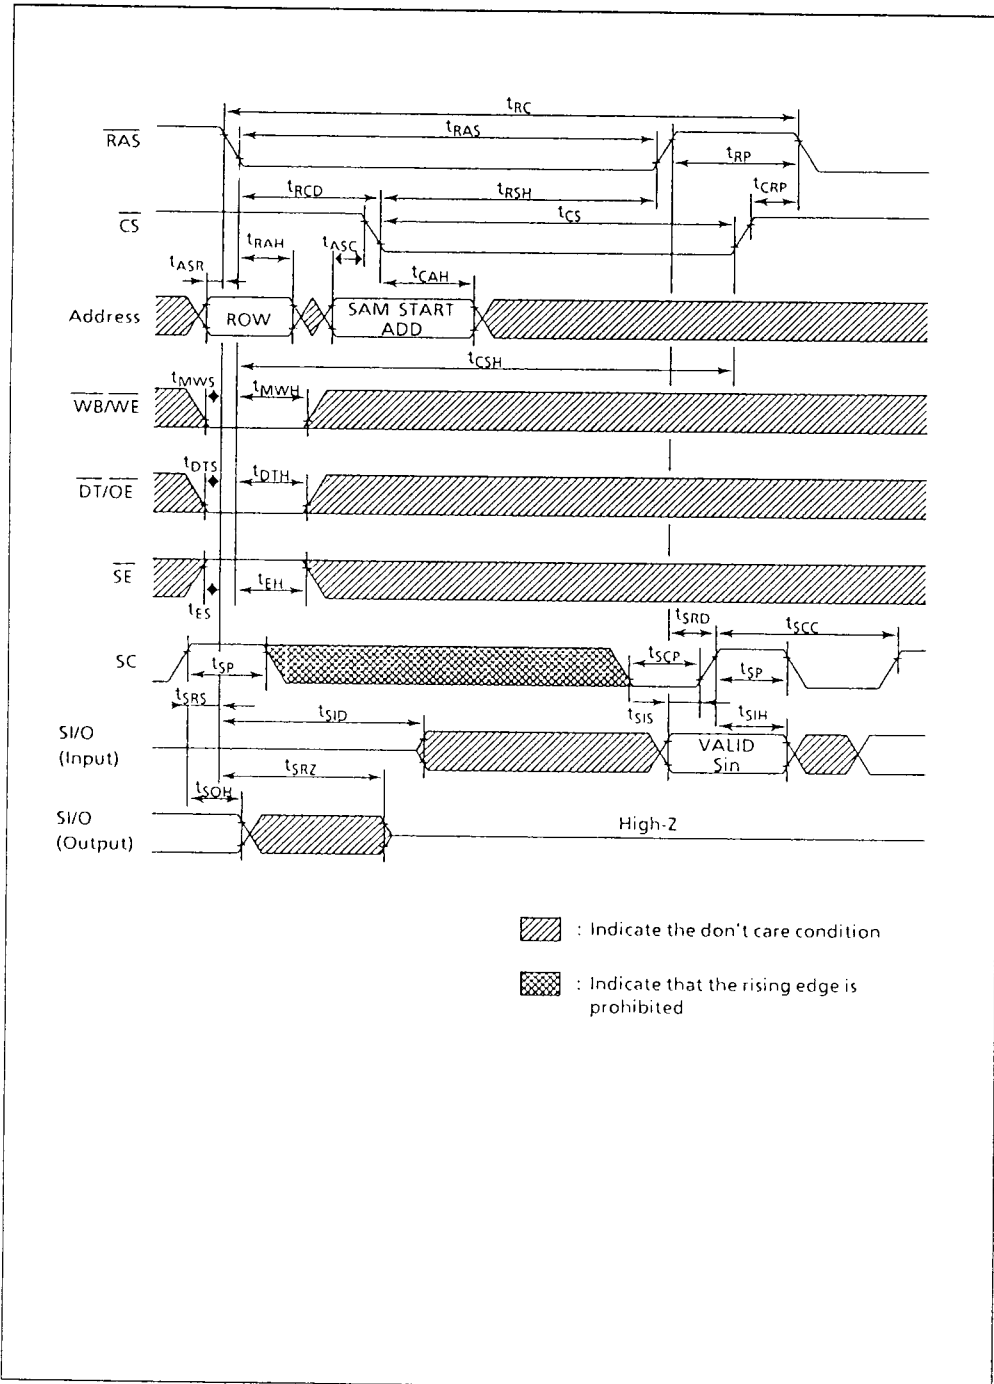 tRC
RAS
tRAS
tRP
tRCD
tRSH
tCRP
CS
tCS
tRAH
tASC
tASR
tCAH
Address
ROW
SAM START
ADD
tCSH
tMWS
tMWH
WB/WE
tDTS
tDTH
DT/OE
SE
tEH
tES
tSRD
tSCC
SC
tSP
tSCP
tSP
tSRS
tSID
tSIS
tSIH
SI/O
(Input)
VALID
Sin
tSRZ
tSOH
SI/O
(Output)
High-Z
: Indicate the don't care condition
: Indicate that the rising edge is
prohibited